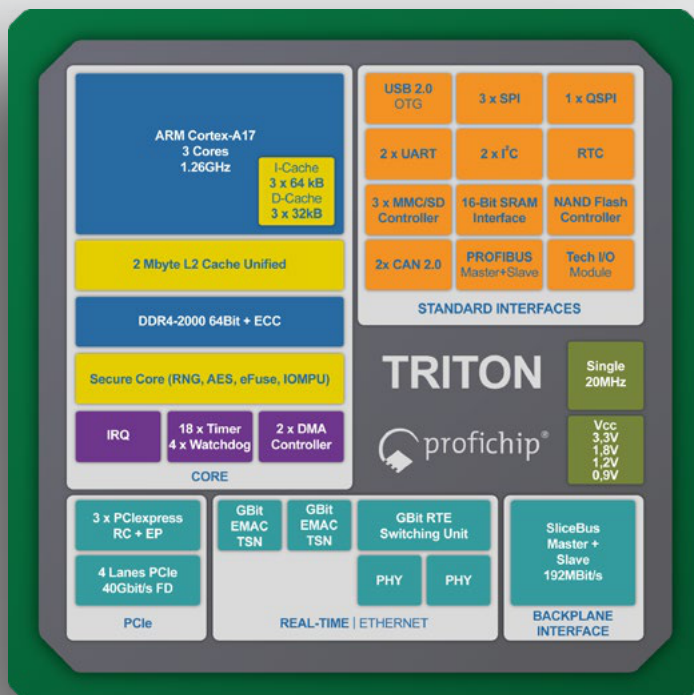 ARM Cortex-A17
3 Cores
1.26GHz
I-Cache
3 x 64 kB
D-Cache
3 x 32kB
2 Mbyte L2 Cache Unified
DDR4-2000 64Bit + ECC
Secure Core (RNG, AES, eFuse, IOMPU)
IRQ
18 x Timer
4 x Watchdog
2 x DMA
Controller
CORE
USB 2.0
OTG
3 x SPI
1 x QSPI
2 x UART
2 x I²C
RTC
3 x MMC/SD
Controller
16-Bit SRAM
Interface
NAND Flash
Controller
2x CAN 2.0
PROFIBUS
Master+Slave
Tech I/O
Module
STANDARD INTERFACES
TRITON
profichip®
Single
20MHz
Vcc
3,3V
1,8V
1,2V
0,9V
3 x PCIexpress
RC + EP
4 Lanes PCIe
40Gbit/s FD
PCIe
GBit
EMAC
TSN
GBit
EMAC
TSN
GBit RTE
Switching Unit
PHY
PHY
REAL-TIME | ETHERNET
SliceBus
Master +
Slave
192MBit/s
BACKPLANE
INTERFACE